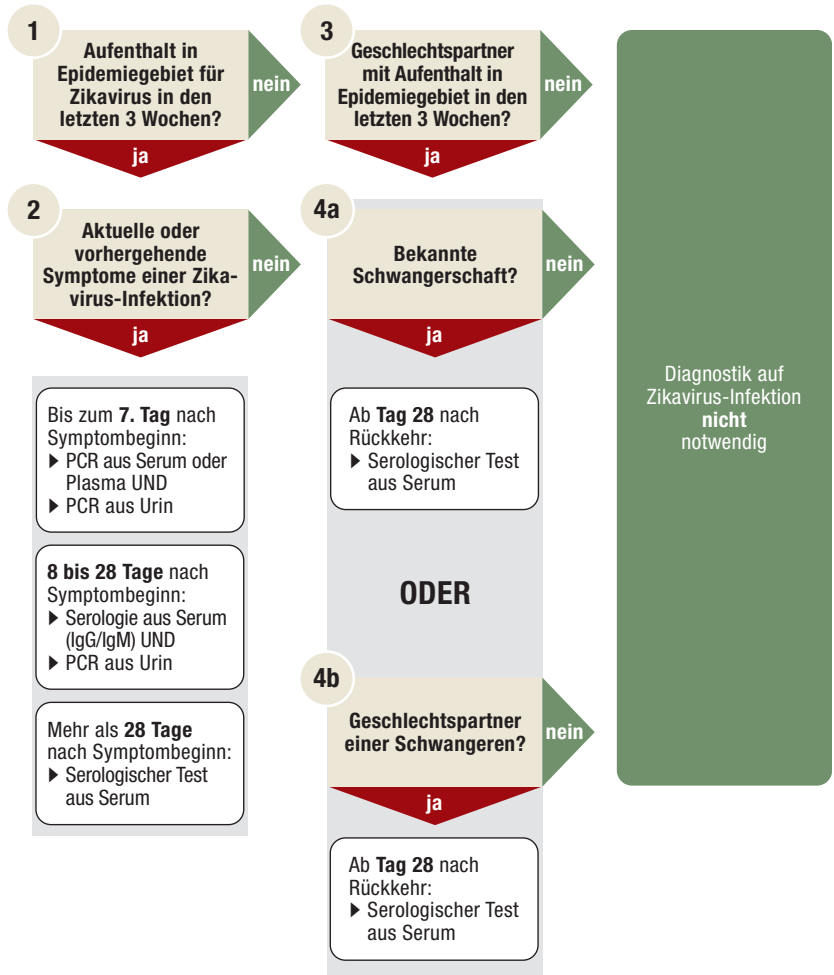 1
Aufenthalt in
Epidemiegebiet für
Zikavirus in den
letzten 3 Wochen?
nein
ja
3
Geschlechtspartner
mit Aufenthalt in
Epidemiegebiet in den
letzten 3 Wochen?
nein
ja
2
Aktuelle oder
vorhergehende
Symptome einer Zika-
virus-Infektion?
nein
ja
Bis zum 7. Tag nach
Symptombeginn:
▶ PCR aus Serum oder
Plasma UND
▶ PCR aus Urin
8 bis 28 Tage nach
Symptombeginn:
▶ Serologie aus Serum
(IgG/IgM) UND
▶ PCR aus Urin
Mehr als 28 Tage
nach Symptombeginn:
▶ Serologischer Test
aus Serum
4a
Bekannte
Schwangerschaft?
nein
ja
Ab Tag 28 nach
Rückkehr:
▶ Serologischer Test
aus Serum
ODER
4b
Geschlechtspartner
einer Schwangeren?
nein
ja
Ab Tag 28 nach
Rückkehr:
▶ Serologischer Test
aus Serum
Diagnostik auf
Zikavirus-Infektion
nicht
notwendig